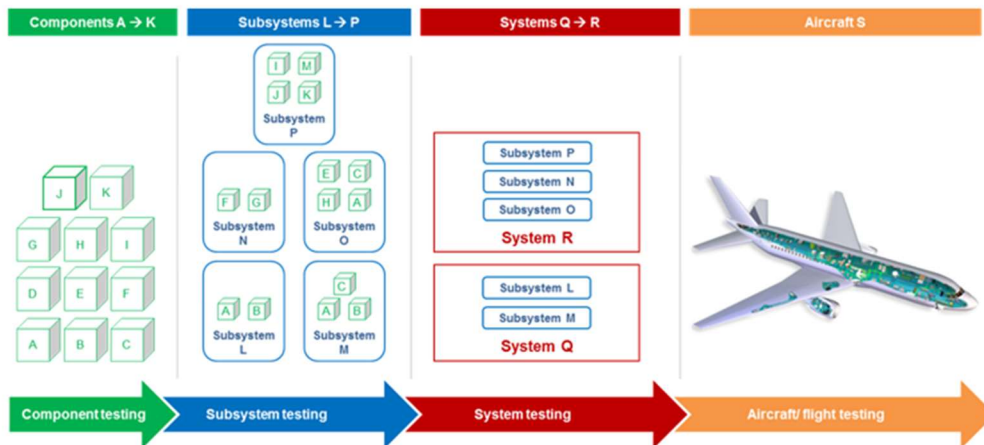 Components A → K
Subsystems L → P
Systems Q → R
Aircraft S
J K
G H I
D E F
A B C
I M
J K
Subsystem
P
F G
Subsystem
N
E C
H A
Subsystem
O
A B
Subsystem
L
C
A B
Subsystem
M
Subsystem P
Subsystem N
Subsystem O
System R
Subsystem L
Subsystem M
System Q
Component testing
Subsystem testing
System testing
Aircraft/ flight testing